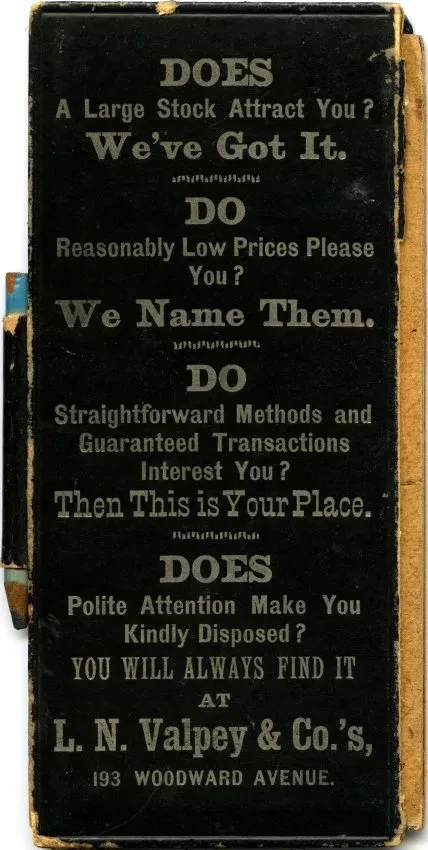 DOES
A Large Stock Attract You?
We've Got It.
DO
Reasonably Low Prices Please
You?
We Name Them.
DO
Straightforward Methods and
Guaranteed Transactions
Interest You?
Then This is Your Place.
DOES
Polite Attention Make You
Kindly Disposed?
YOU WILL ALWAYS FIND IT
AT
L. N. Valpey & Co.'s,
193 WOODWARD AVENUE.